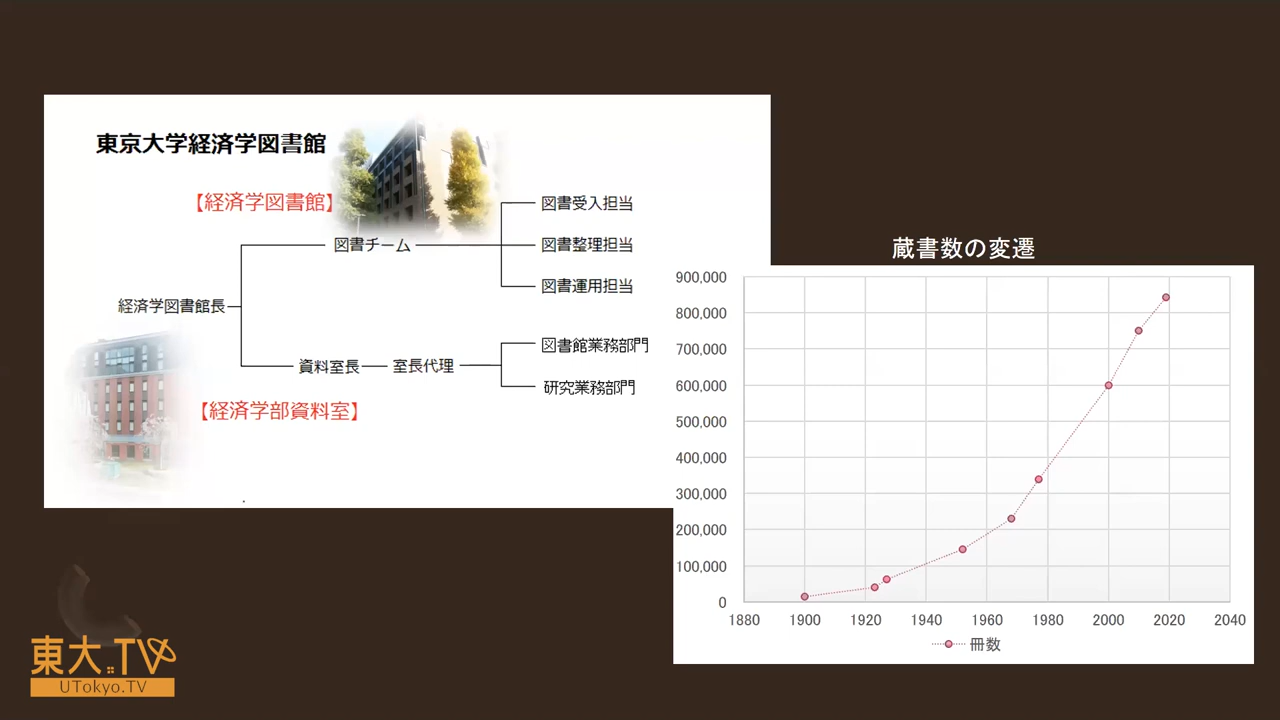 東京大学経済学図書館
【経済学図書館】
図書チーム
図書受入担当
図書整理担当
図書運用担当
経済学図書館長
資料室長
室長代理
図書館業務部門
研究業務部門
【経済学部資料室】
蔵書数の変遷
900,000
800,000
700,000
600,000
500,000
400,000
300,000
200,000
100,000
0
1880 1900 1920 1940 1960 1980 2000 2020 2040
冊数
東大TV
UTokyo.TV